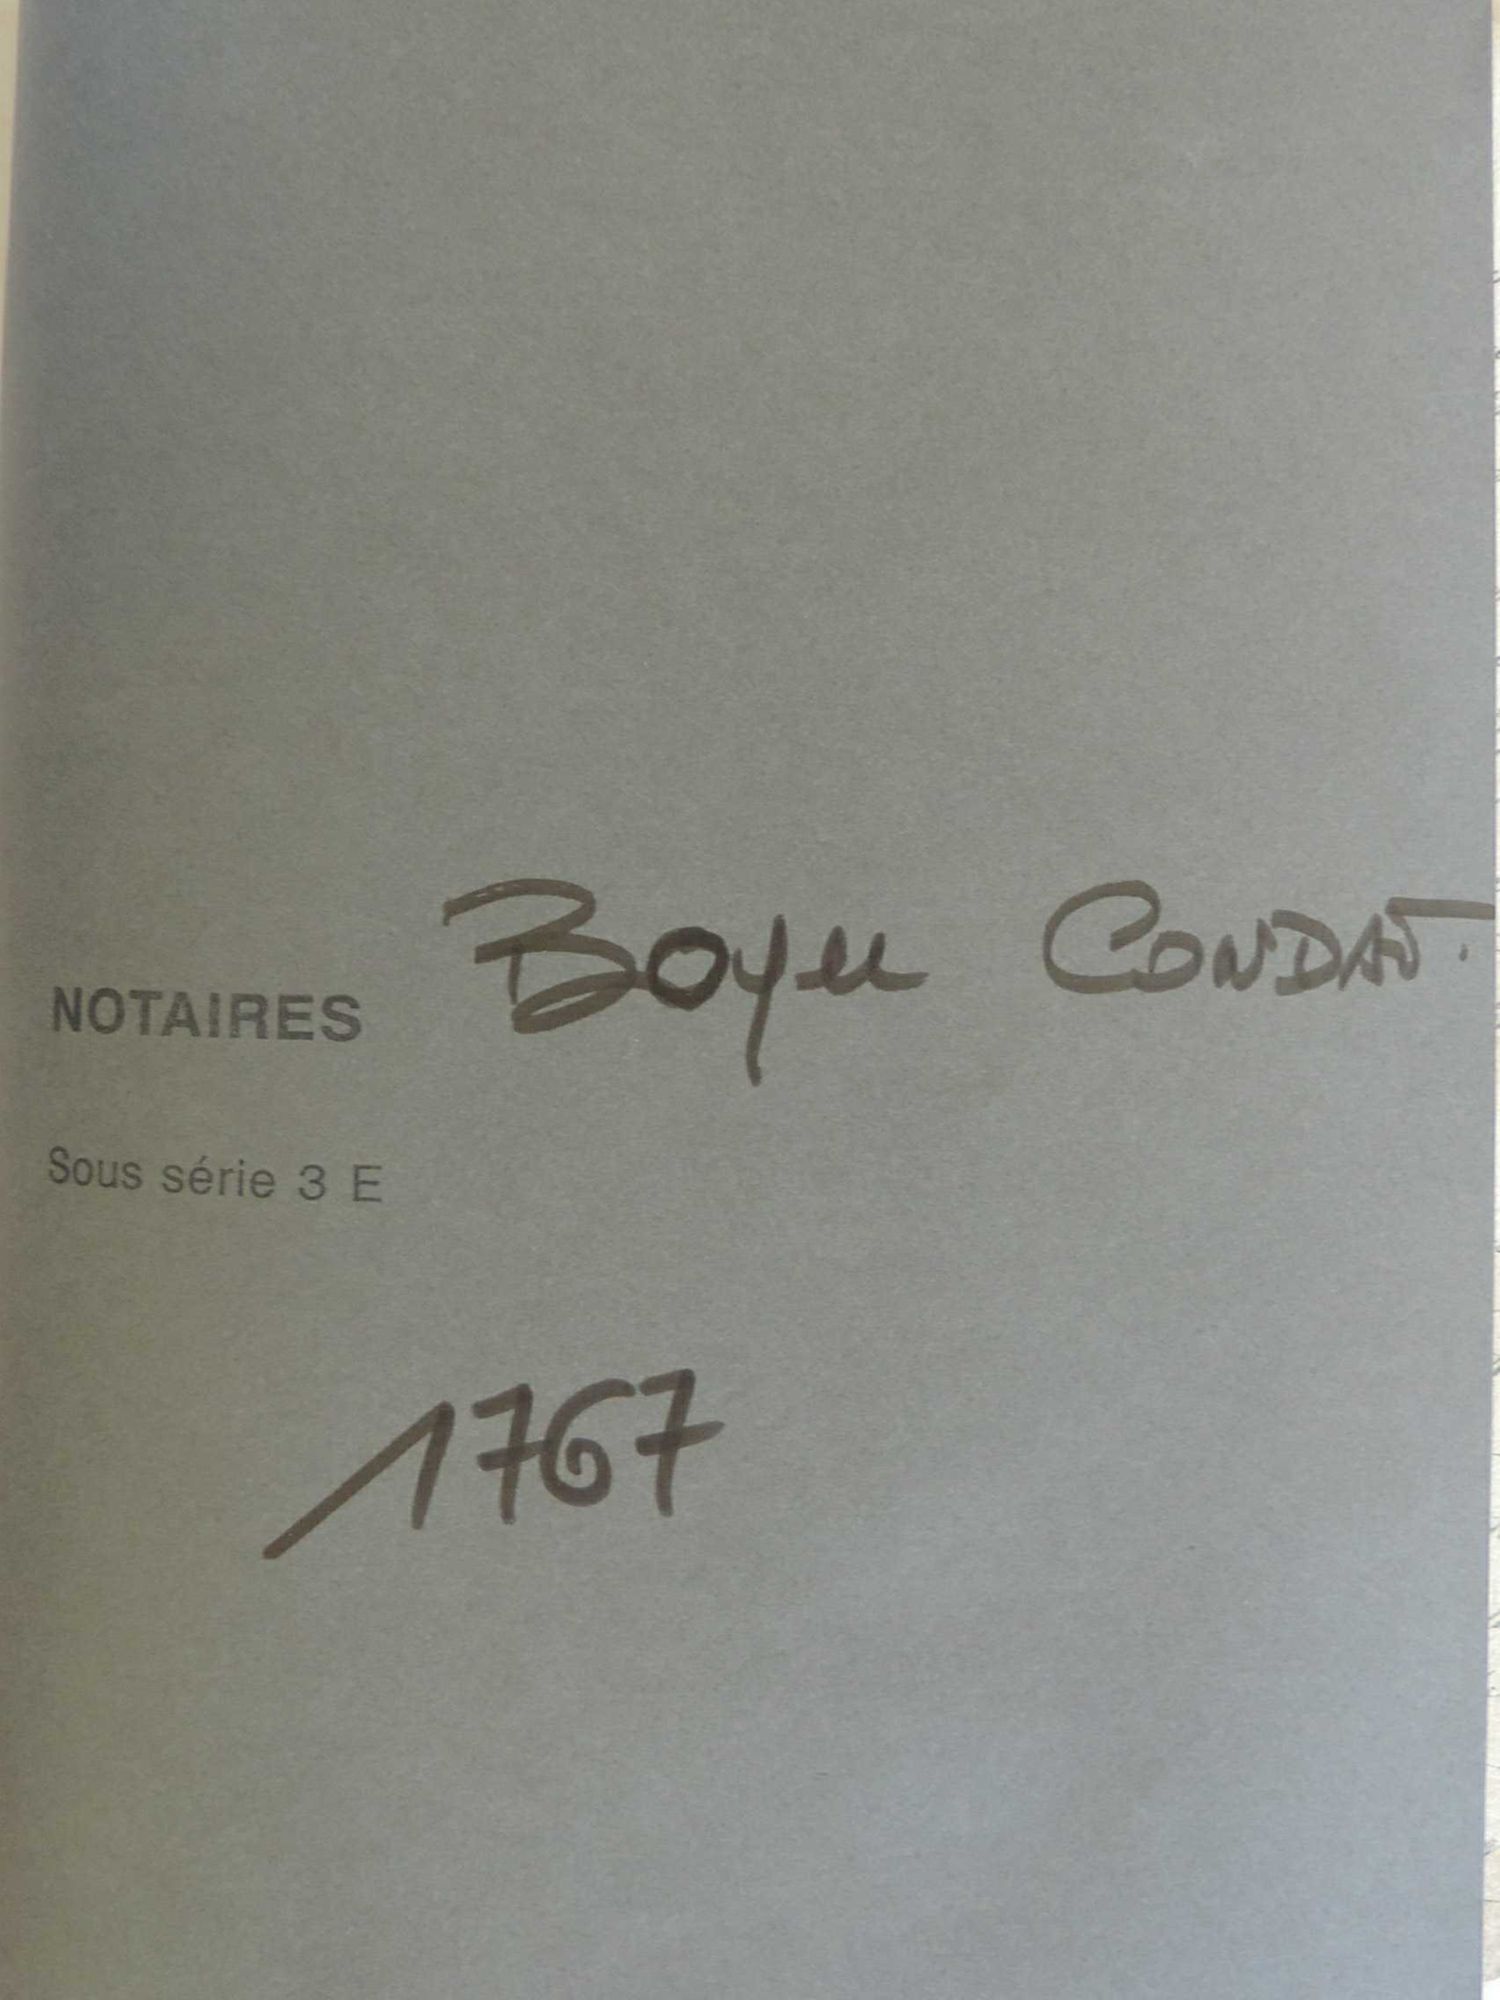 NOTAIRES Boyer CONDAT.
Sous série 3 E
1767